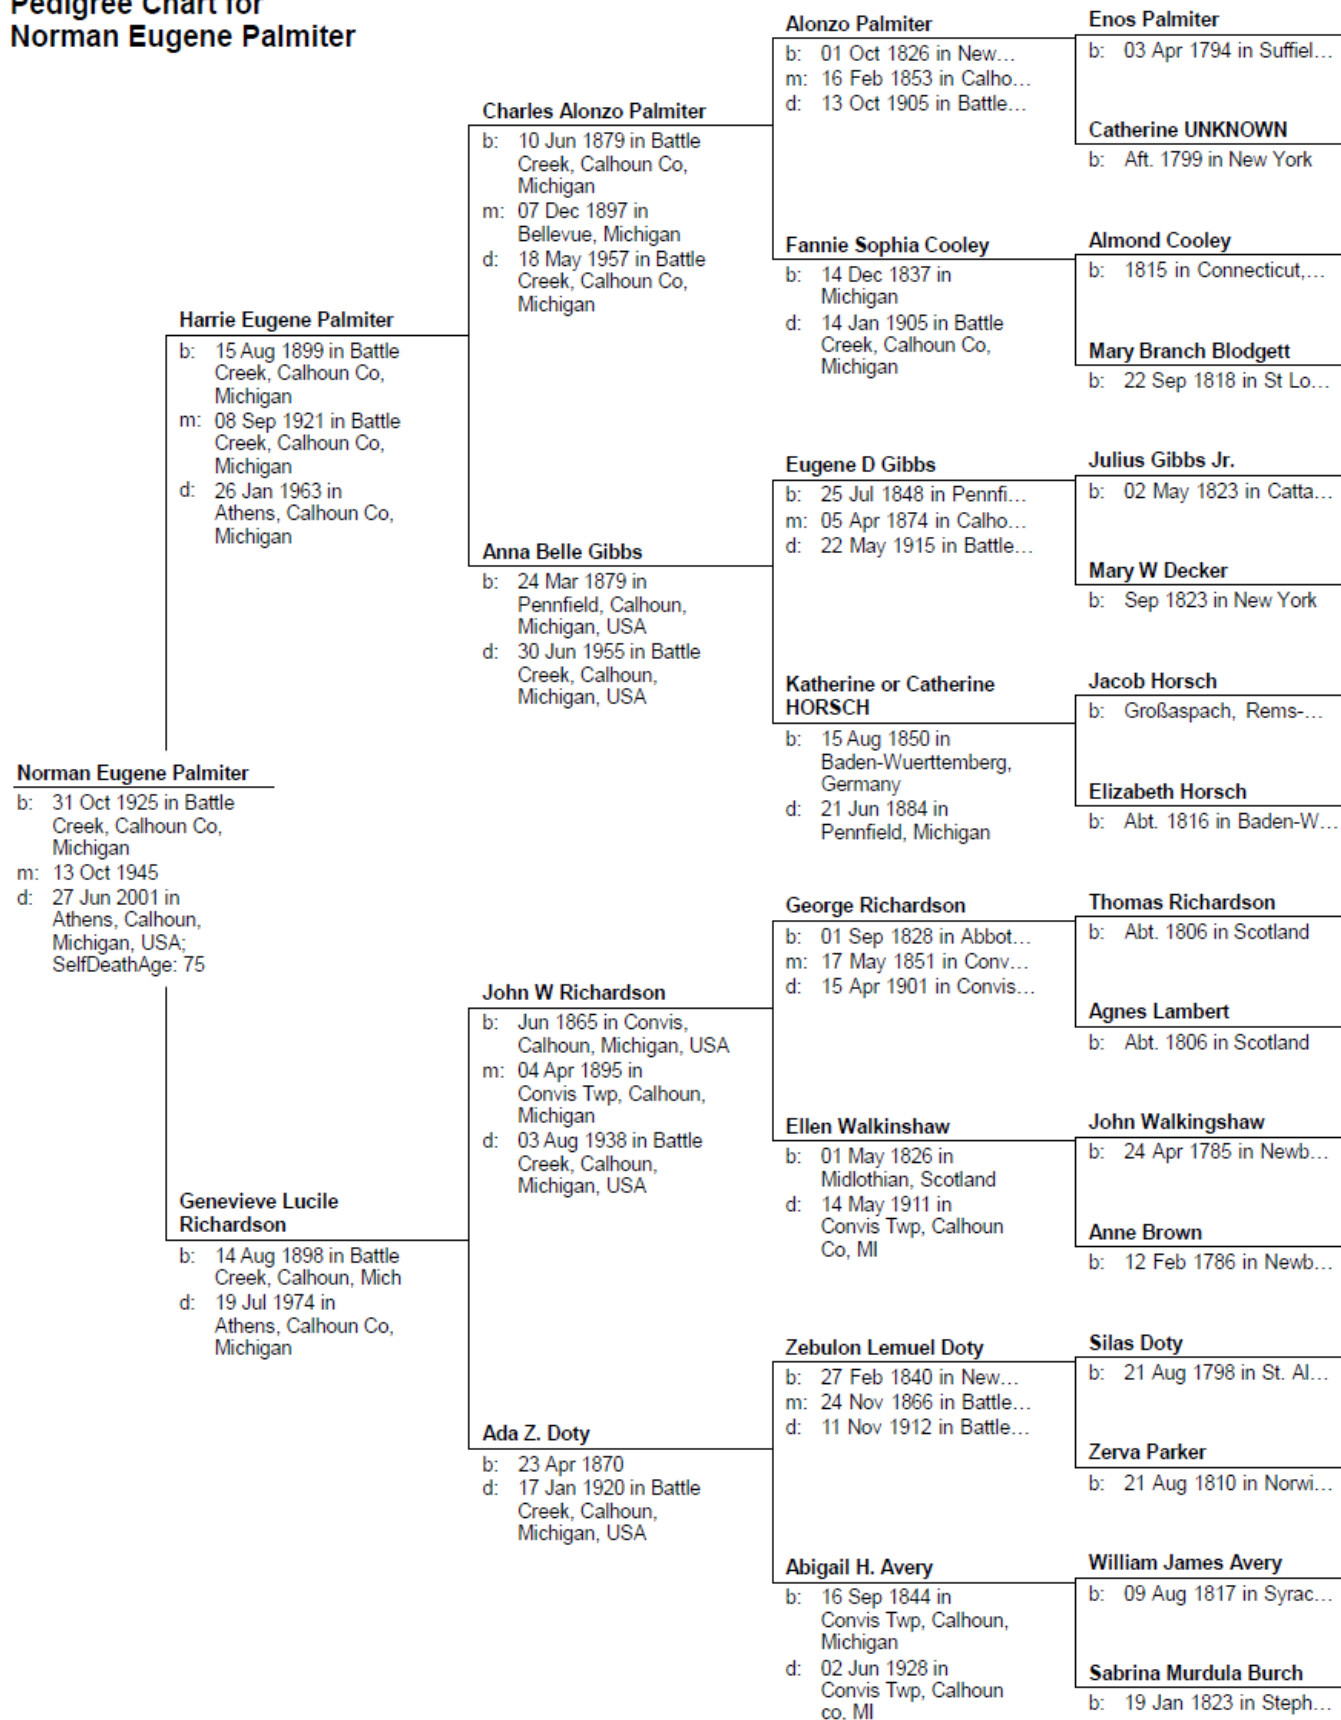 Pedigree Chart for
Norman Eugene Palmiter
Norman Eugene Palmiter
b: 31 Oct 1925 in Battle
Creek, Calhoun Co,
Michigan
m: 13 Oct 1945
d: 27 Jun 2001 in
Athens, Calhoun,
Michigan, USA;
SelfDeathAge: 75
Harrie Eugene Palmiter
b: 15 Aug 1899 in Battle
Creek, Calhoun Co,
Michigan
m: 08 Sep 1921 in Battle
Creek, Calhoun Co,
Michigan
d: 26 Jan 1963 in
Athens, Calhoun Co,
Michigan
Genevieve Lucile
Richardson
b: 14 Aug 1898 in Battle
Creek, Calhoun, Mich
d: 19 Jul 1974 in
Athens, Calhoun Co,
Michigan
Charles Alonzo Palmiter
b: 10 Jun 1879 in Battle
Creek, Calhoun Co,
Michigan
m: 07 Dec 1897 in
Bellevue, Michigan
d: 18 May 1957 in Battle
Creek, Calhoun Co,
Michigan
Anna Belle Gibbs
b: 24 Mar 1879 in
Pennfield, Calhoun,
Michigan, USA
d: 30 Jun 1955 in Battle
Creek, Calhoun,
Michigan, USA
John W Richardson
b: Jun 1865 in Convis,
Calhoun, Michigan, USA
m: 04 Apr 1895 in
Convis Twp, Calhoun,
Michigan
d: 03 Aug 1938 in Battle
Creek, Calhoun,
Michigan, USA
Ada Z. Doty
b: 23 Apr 1870
d: 17 Jan 1920 in Battle
Creek, Calhoun,
Michigan, USA
Alonzo Palmiter
b: 01 Oct 1826 in New...
m: 16 Feb 1853 in Calho...
d: 13 Oct 1905 in Battle...
Fannie Sophia Cooley
b: 14 Dec 1837 in
Michigan
d: 14 Jan 1905 in Battle
Creek, Calhoun Co,
Michigan
Eugene D Gibbs
b: 25 Jul 1848 in Pennfi...
m: 05 Apr 1874 in Calho...
d: 22 May 1915 in Battle...
Katherine or Catherine
HORSCH
b: 15 Aug 1850 in
Baden-Wuerttemberg,
Germany
d: 21 Jun 1884 in
Pennfield, Michigan
George Richardson
b: 01 Sep 1828 in Abbot...
m: 17 May 1851 in Conv...
d: 15 Apr 1901 in Convis...
Ellen Walkinshaw
b: 01 May 1826 in
Midlothian, Scotland
d: 14 May 1911 in
Convis Twp, Calhoun
Co, MI
Zebulon Lemuel Doty
b: 27 Feb 1840 in New...
m: 24 Nov 1866 in Battle...
d: 11 Nov 1912 in Battle...
Abigail H. Avery
b: 16 Sep 1844 in
Convis Twp, Calhoun,
Michigan
d: 02 Jun 1928 in
Convis Twp, Calhoun
co. MI
Enos Palmiter
b: 03 Apr 1794 in Suffiel...
Catherine UNKNOWN
b: Aft. 1799 in New York
Almond Cooley
b: 1815 in Connecticut,...
Mary Branch Blodgett
b: 22 Sep 1818 in St Lo...
Julius Gibbs Jr.
b: 02 May 1823 in Catta...
Mary W Decker
b: Sep 1823 in New York
Jacob Horsch
b: Großaspach, Rems-...
Elizabeth Horsch
b: Abt. 1816 in Baden-W...
Thomas Richardson
b: Abt. 1806 in Scotland
Agnes Lambert
b: Abt. 1806 in Scotland
John Walkingshaw
b: 24 Apr 1785 in Newb...
Anne Brown
b: 12 Feb 1786 in Newb...
Silas Doty
b: 21 Aug 1798 in St. Al...
Zerva Parker
b: 21 Aug 1810 in Norwi...
William James Avery
b: 09 Aug 1817 in Syrac...
Sabrina Murdula Burch
b: 19 Jan 1823 in Steph...